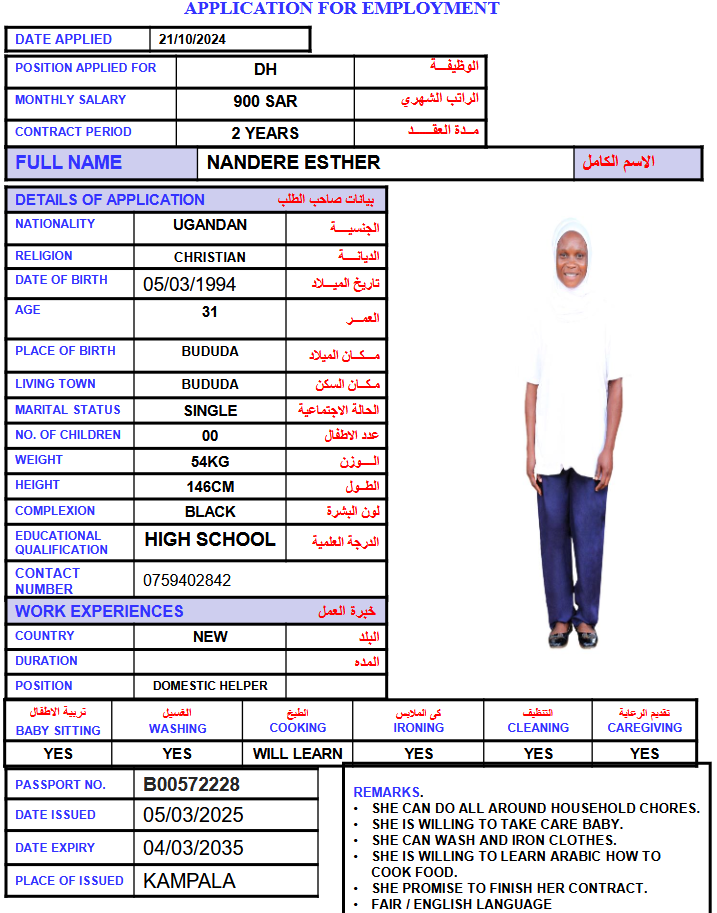 APPLICATION FOR EMPLOYMENT
DATE APPLIED 21/10/2024
POSITION APPLIED FOR DH الوظيفـــة
MONTHLY SALARY 900 SAR الراتب الشهري
CONTRACT PERIOD 2 YEARS مـدة العقـــد
FULL NAME NANDERE ESTHER الاسم الكامل
DETAILS OF APPLICATION بيانات صاحب الطلب
NATIONALITY UGANDAN الجنسيـــة
RELIGION CHRISTIAN الديانـــة
DATE OF BIRTH 05/03/1994 تاريخ الميـــلاد
AGE 31 العمـــر
PLACE OF BIRTH BUDUDA مـكـــان الميلاد
LIVING TOWN BUDUDA مـكـان السكن
MARITAL STATUS SINGLE الحالة الاجتماعية
NO. OF CHILDREN 00 عدد الاطفال
WEIGHT 54KG الـــوزن
HEIGHT 146CM الطـول
COMPLEXION BLACK لون البشرة
EDUCATIONAL QUALIFICATION HIGH SCHOOL الدرجة العلمية
CONTACT NUMBER 0759402842
WORK EXPERIENCES خبرة العمل
COUNTRY NEW البلد
DURATION المده
POSITION DOMESTIC HELPER
تربية الاطفال الغسيل الطبخ كى الملابس التنظيف تقديم الرعاية
BABY SITTING WASHING COOKING IRONING CLEANING CAREGIVING
YES YES WILL LEARN YES YES YES
PASSPORT NO. B00572228
DATE ISSUED 05/03/2025
DATE EXPIRY 04/03/2035
PLACE OF ISSUED KAMPALA
REMARKS.
• SHE CAN DO ALL AROUND HOUSEHOLD CHORES.
• SHE IS WILLING TO TAKE CARE BABY.
• SHE CAN WASH AND IRON CLOTHES.
• SHE IS WILLING TO LEARN ARABIC HOW TO
COOK FOOD.
• SHE PROMISE TO FINISH HER CONTRACT.
• FAIR / ENGLISH LANGUAGE